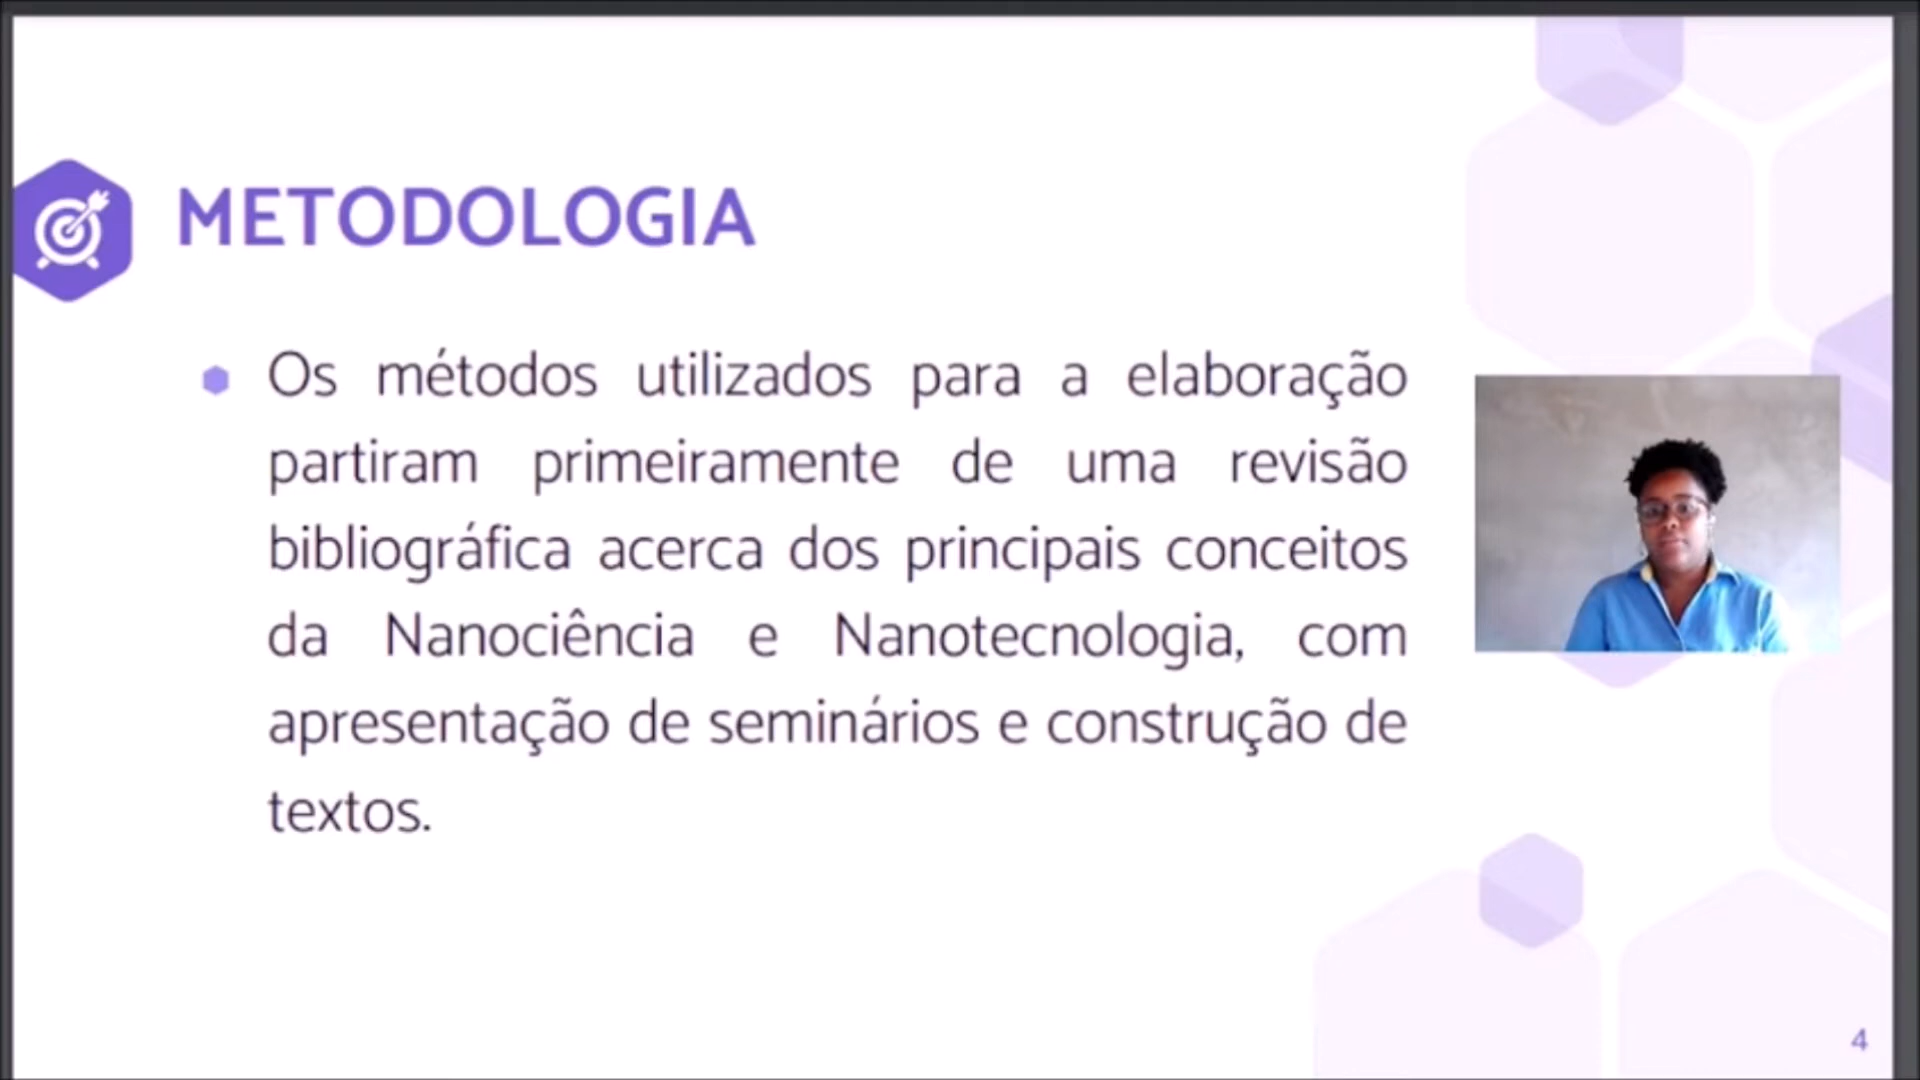 METODOLOGIA
Os métodos utilizados para a elaboração
partiram primeiramente de uma revisão
bibliográfica acerca dos principais conceitos
da Nanociência e Nanotecnologia, com
apresentação de seminários e construção de
textos.
4